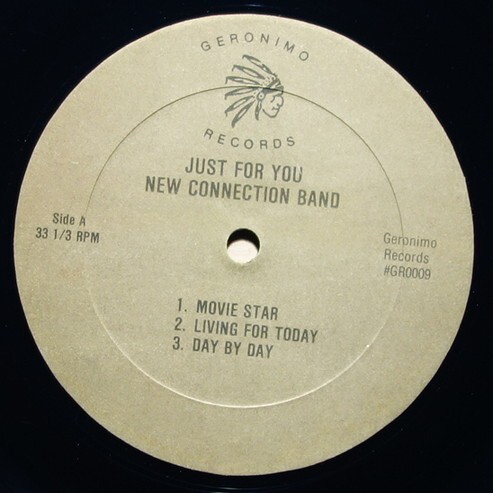 GERONIMO
RECORDS
JUST FOR YOU
NEW CONNECTION BAND
Side A
33 1/3 RPM
Geronimo
Records
#GR0009
1. MOVIE STAR
2. LIVING FOR TODAY
3. DAY BY DAY